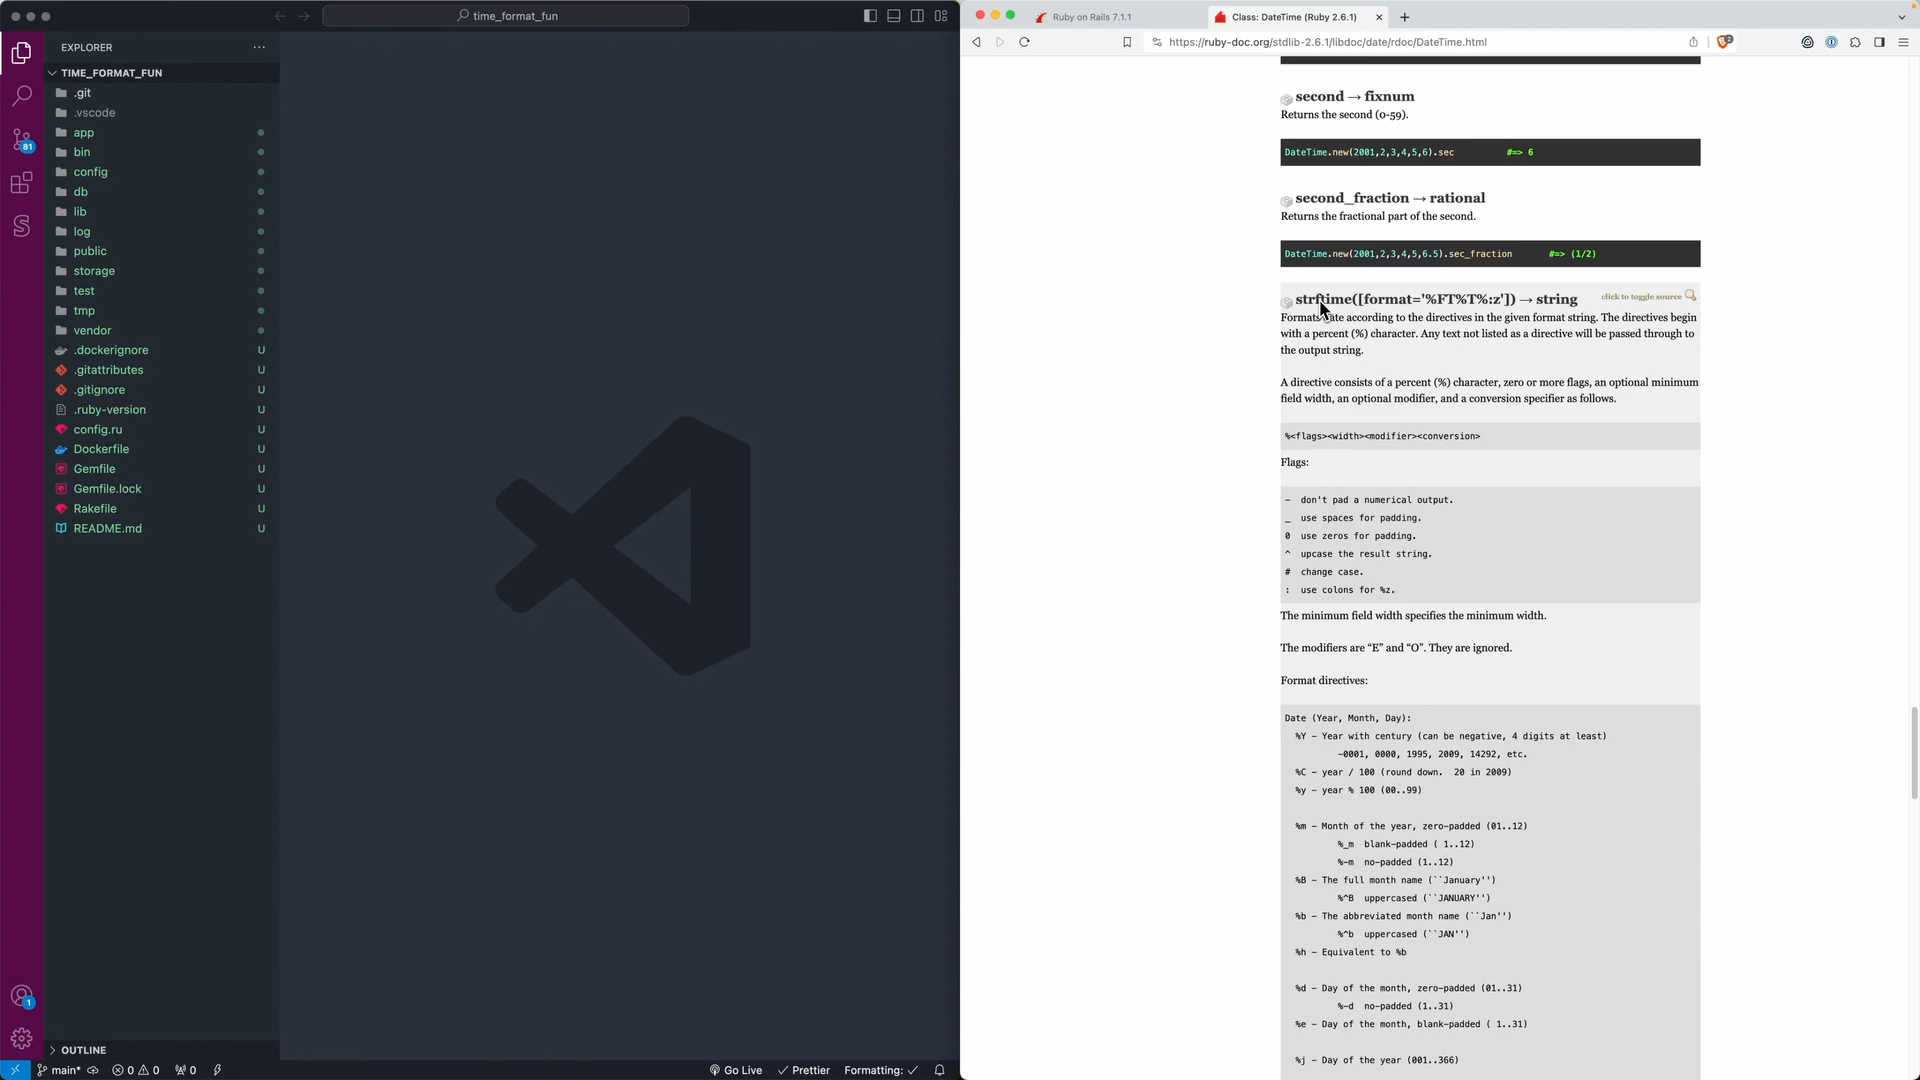 time_format_fun
EXPLORER
TIME_FORMAT_FUN
.git
.vscode
app
bin
config
db
lib
log
public
storage
test
tmp
vendor
.dockerignore U
.gitattributes U
.gitignore U
.ruby-version U
config.ru U
Dockerfile U
Gemfile U
Gemfile.lock U
Rakefile U
README.md U
81
1
OUTLINE
main* 0 0 0 Go Live Prettier Formatting:
Ruby on Rails 7.1.1
Class: DateTime (Ruby 2.6.1)
https://ruby-doc.org/stdlib-2.6.1/libdoc/date/rdoc/DateTime.html
2
second → fixnum
Returns the second (0-59).
DateTime.new(2001,2,3,4,5,6).sec #=> 6
second_fraction → rational
Returns the fractional part of the second.
DateTime.new(2001,2,3,4,5,6.5).sec_fraction #=> (1/2)
strftime([format='%FT%T%:z']) → string click to toggle source
Formats date according to the directives in the given format string. The directives begin
with a percent (%) character. Any text not listed as a directive will be passed through to
the output string.
A directive consists of a percent (%) character, zero or more flags, an optional minimum
field width, an optional modifier, and a conversion specifier as follows.
%<flags><width><modifier><conversion>
Flags:
- don't pad a numerical output.
_ use spaces for padding.
0 use zeros for padding.
^ upcase the result string.
# change case.
: use colons for %z.
The minimum field width specifies the minimum width.
The modifiers are “E” and “O”. They are ignored.
Format directives:
Date (Year, Month, Day):
%Y - Year with century (can be negative, 4 digits at least)
-0001, 0000, 1995, 2009, 14292, etc.
%C - year / 100 (round down. 20 in 2009)
%y - year % 100 (00..99)
%m - Month of the year, zero-padded (01..12)
%_m blank-padded ( 1..12)
%-m no-padded (1..12)
%B - The full month name (``January'')
%^B uppercased (``JANUARY'')
%b - The abbreviated month name (``Jan'')
%^b uppercased (``JAN'')
%h - Equivalent to %b
%d - Day of the month, zero-padded (01..31)
%-d no-padded (1..31)
%e - Day of the month, blank-padded ( 1..31)
%j - Day of the year (001..366)